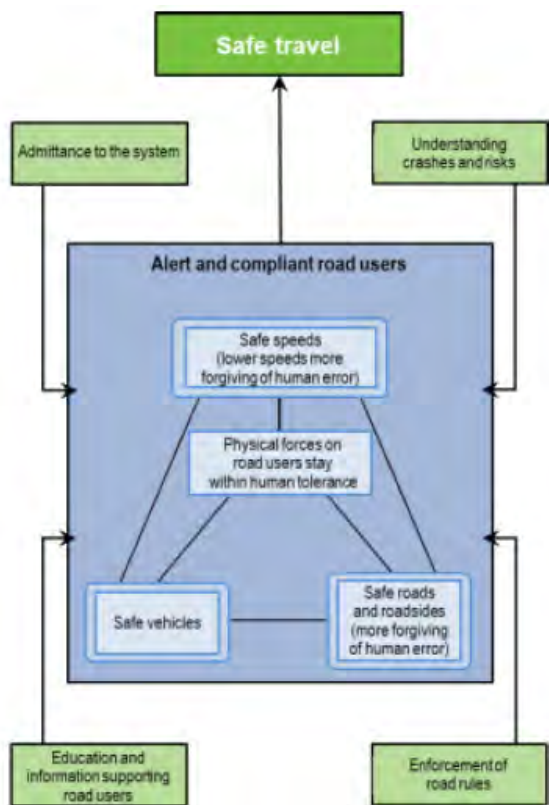 Safe travel
Admittance to the system
Understanding
crashes and risks
Alert and compliant road users
Safe speeds
(lower speeds more
forgiving of human error)
Physical forces on
road users stay
within human tolerance
Safe vehicles
Safe roads
and roadsides
(more forgiving
of human error)
Education and
information supporting
road users
Enforcement of
road rules